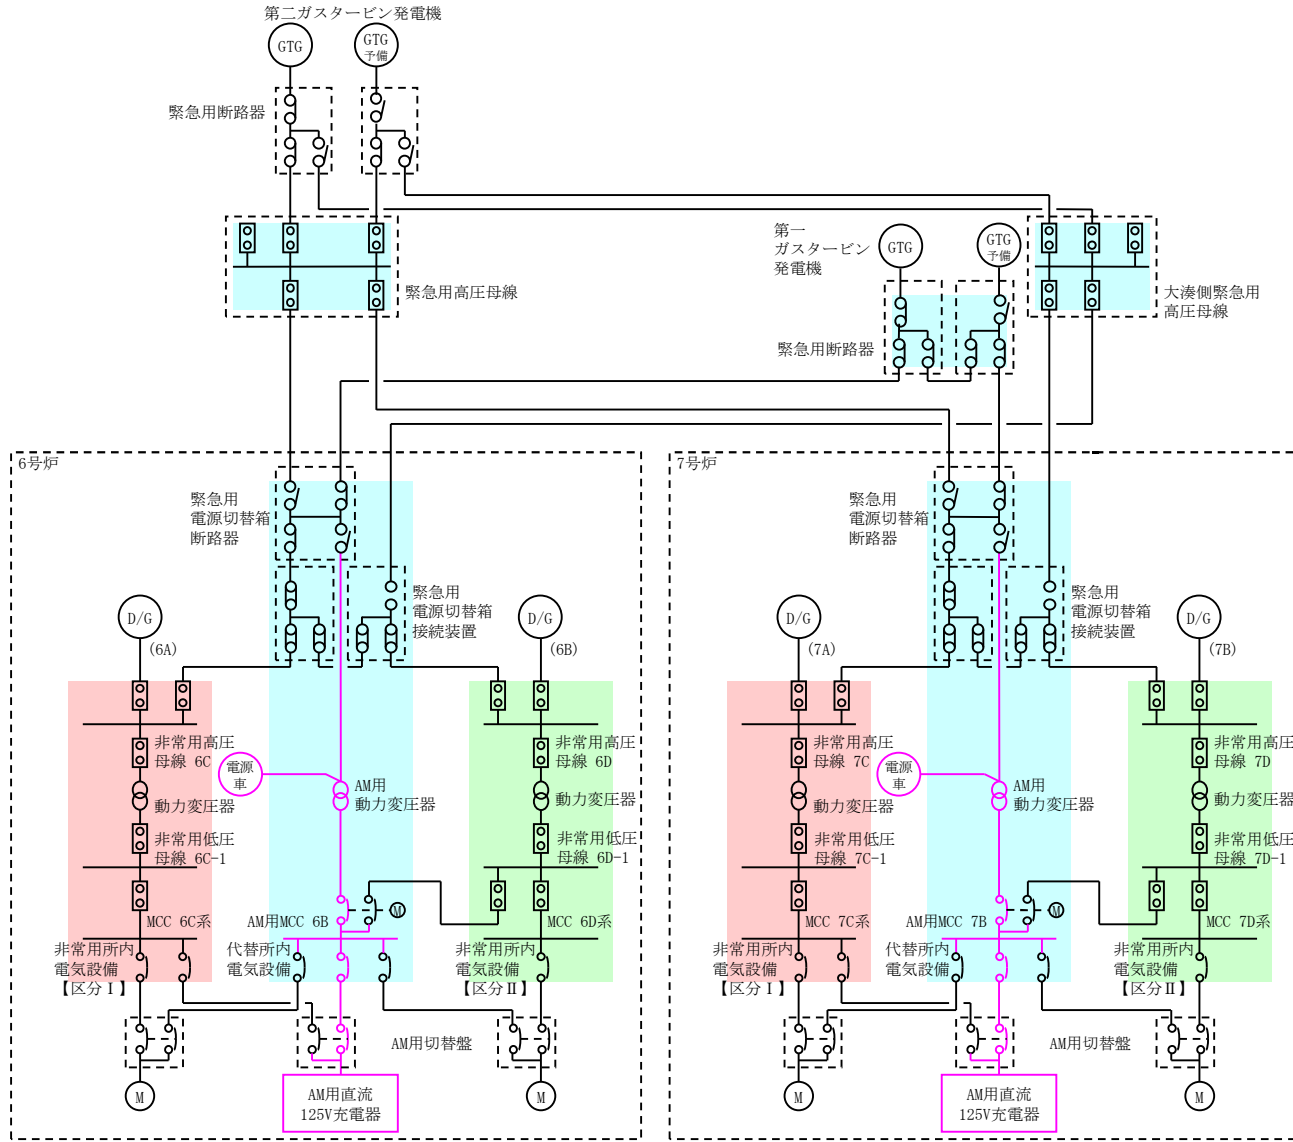 第二ガスタービン発電機
GTG
GTG
予備
緊急用断路器
緊急用高圧母線
第一
ガスタービン
発電機
GTG
GTG
予備
緊急用断路器
大湊側緊急用
高圧母線
6号炉
緊急用
電源切替箱
断路器
緊急用
電源切替箱
接続装置
D/G
(6A)
D/G
(6B)
非常用高圧
母線 6C
電源
車
AM用
動力変圧器
非常用高圧
母線 6D
動力変圧器
動力変圧器
非常用低圧
母線 6C-1
非常用低圧
母線 6D-1
MCC 6C系
AM用MCC 6B
M
MCC 6D系
非常用所内
電気設備
【区分Ⅰ】
代替所内
電気設備
非常用所内
電気設備
【区分Ⅱ】
AM用切替盤
M
AM用直流
125V充電器
M
7号炉
緊急用
電源切替箱
断路器
緊急用
電源切替箱
接続装置
D/G
(7A)
D/G
(7B)
非常用高圧
母線 7C
電源
車
AM用
動力変圧器
非常用高圧
母線 7D
動力変圧器
動力変圧器
非常用低圧
母線 7C-1
非常用低圧
母線 7D-1
MCC 7C系
AM用MCC 7B
M
MCC 7D系
非常用所内
電気設備
【区分Ⅰ】
代替所内
電気設備
非常用所内
電気設備
【区分Ⅱ】
AM用切替盤
M
AM用直流
125V充電器
M